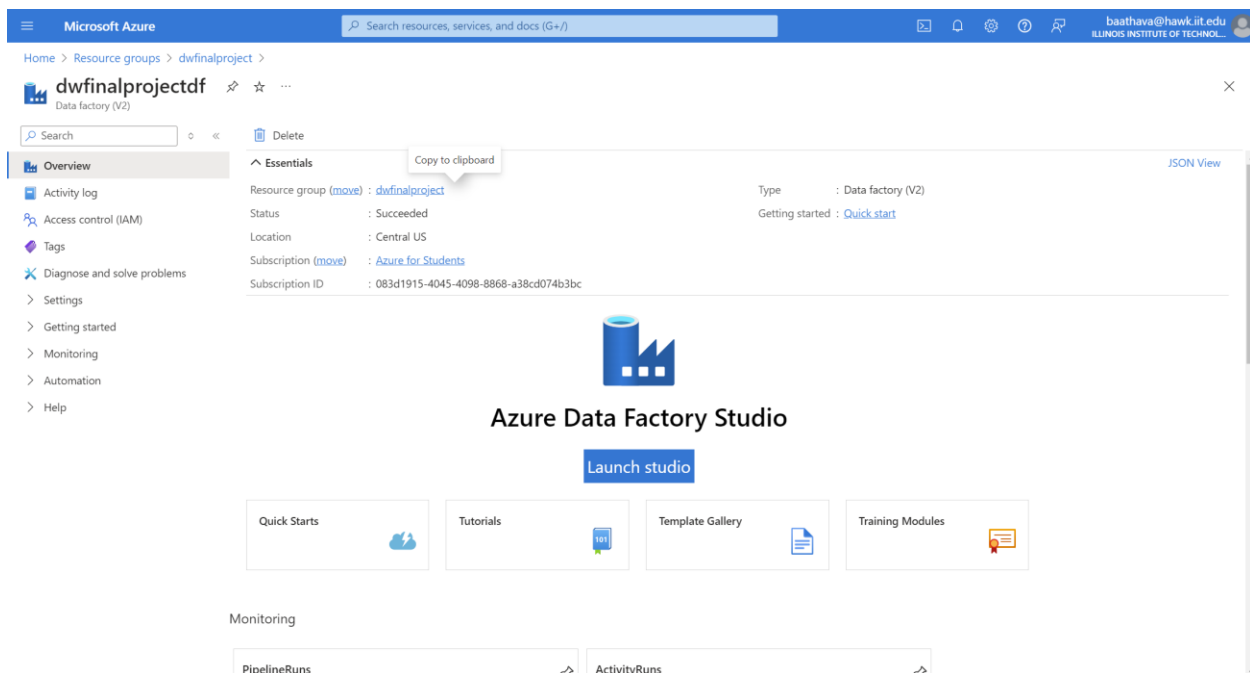 Microsoft Azure
Search resources, services, and docs (G+/)
baathava@hawk.iit.edu
ILLINOIS INSTITUTE OF TECHNOL...
Home > Resource groups > dwfinalproject >
dwfinalprojectdf
Data factory (V2)
Search
Overview
Activity log
Access control (IAM)
Tags
Diagnose and solve problems
Settings
Getting started
Monitoring
Automation
Help
Delete
Copy to clipboard
Essentials
JSON View
Resource group (move) : dwfinalproject
Status : Succeeded
Location : Central US
Subscription (move) : Azure for Students
Subscription ID : 083d1915-4045-4098-8868-a38cd074b3bc
Type : Data factory (V2)
Getting started : Quick start
Azure Data Factory Studio
Launch studio
Quick Starts
Tutorials
101
Template Gallery
Training Modules
Monitoring
PipelineRuns
ActivityRuns